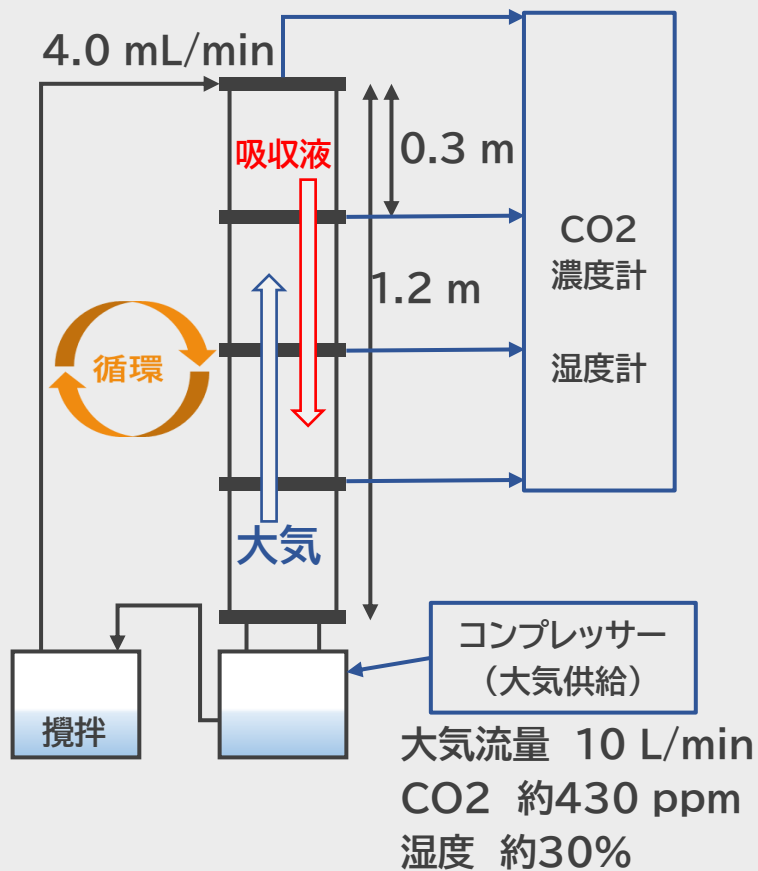 4.0 mL/min
吸収液
0.3 m
CO2
濃度計
1.2 m
循環
湿度計
大気
コンプレッサー
（大気供給）
攪拌
大気流量 10 L/min
CO2 約430 ppm
湿度 約30%